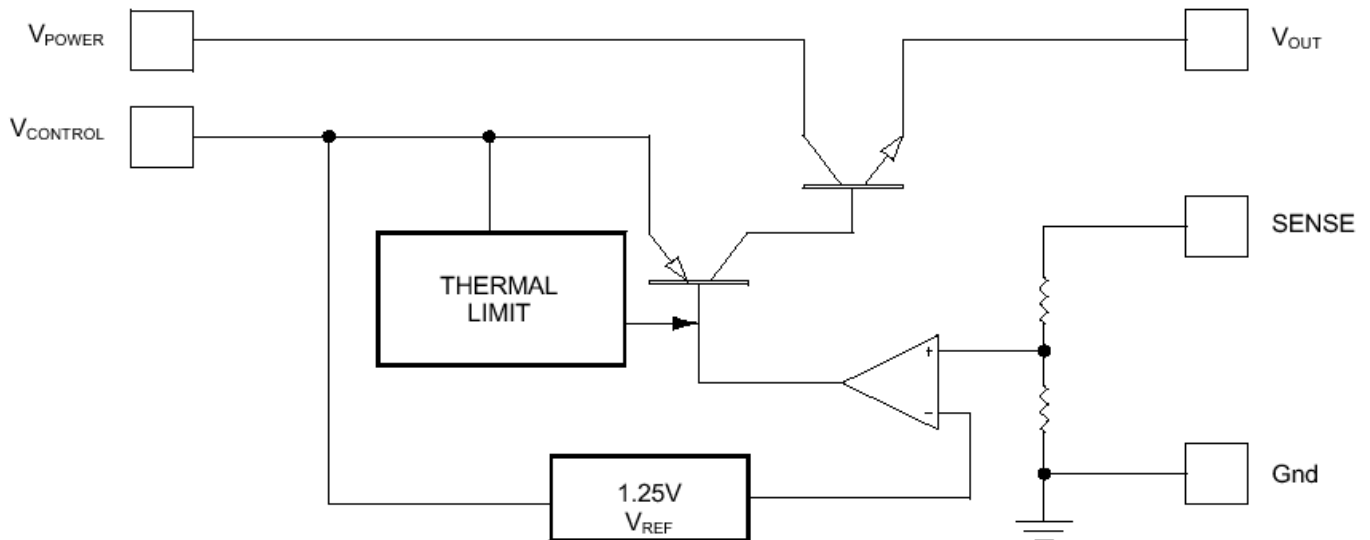 VPOWER
VOUT
VCONTROL
SENSE
THERMAL
LIMIT
+
−
Gnd
1.25V
VREF